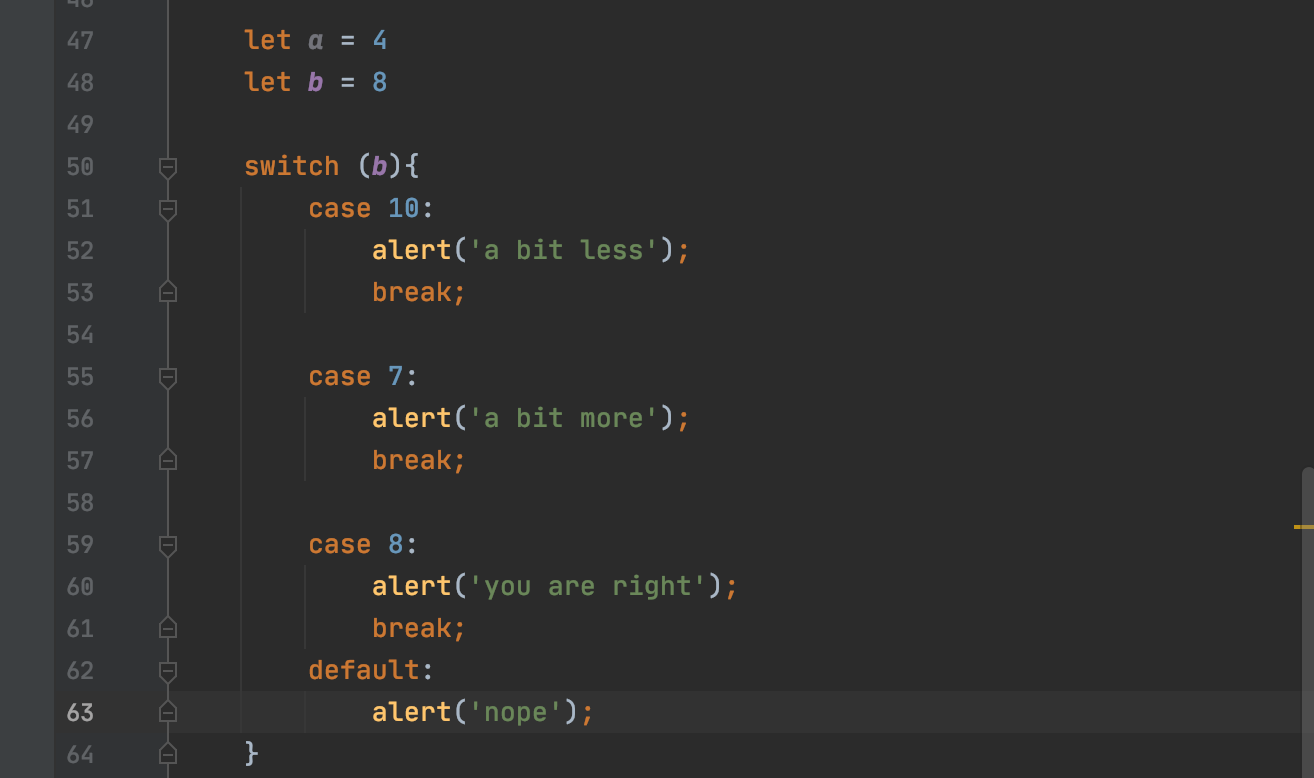 46
47 let a = 4
48 let b = 8
49
50 switch (b){
51 case 10:
52 alert('a bit less');
53 break;
54
55 case 7:
56 alert('a bit more');
57 break;
58
59 case 8:
60 alert('you are right');
61 break;
62 default:
63 alert('nope');
64 }